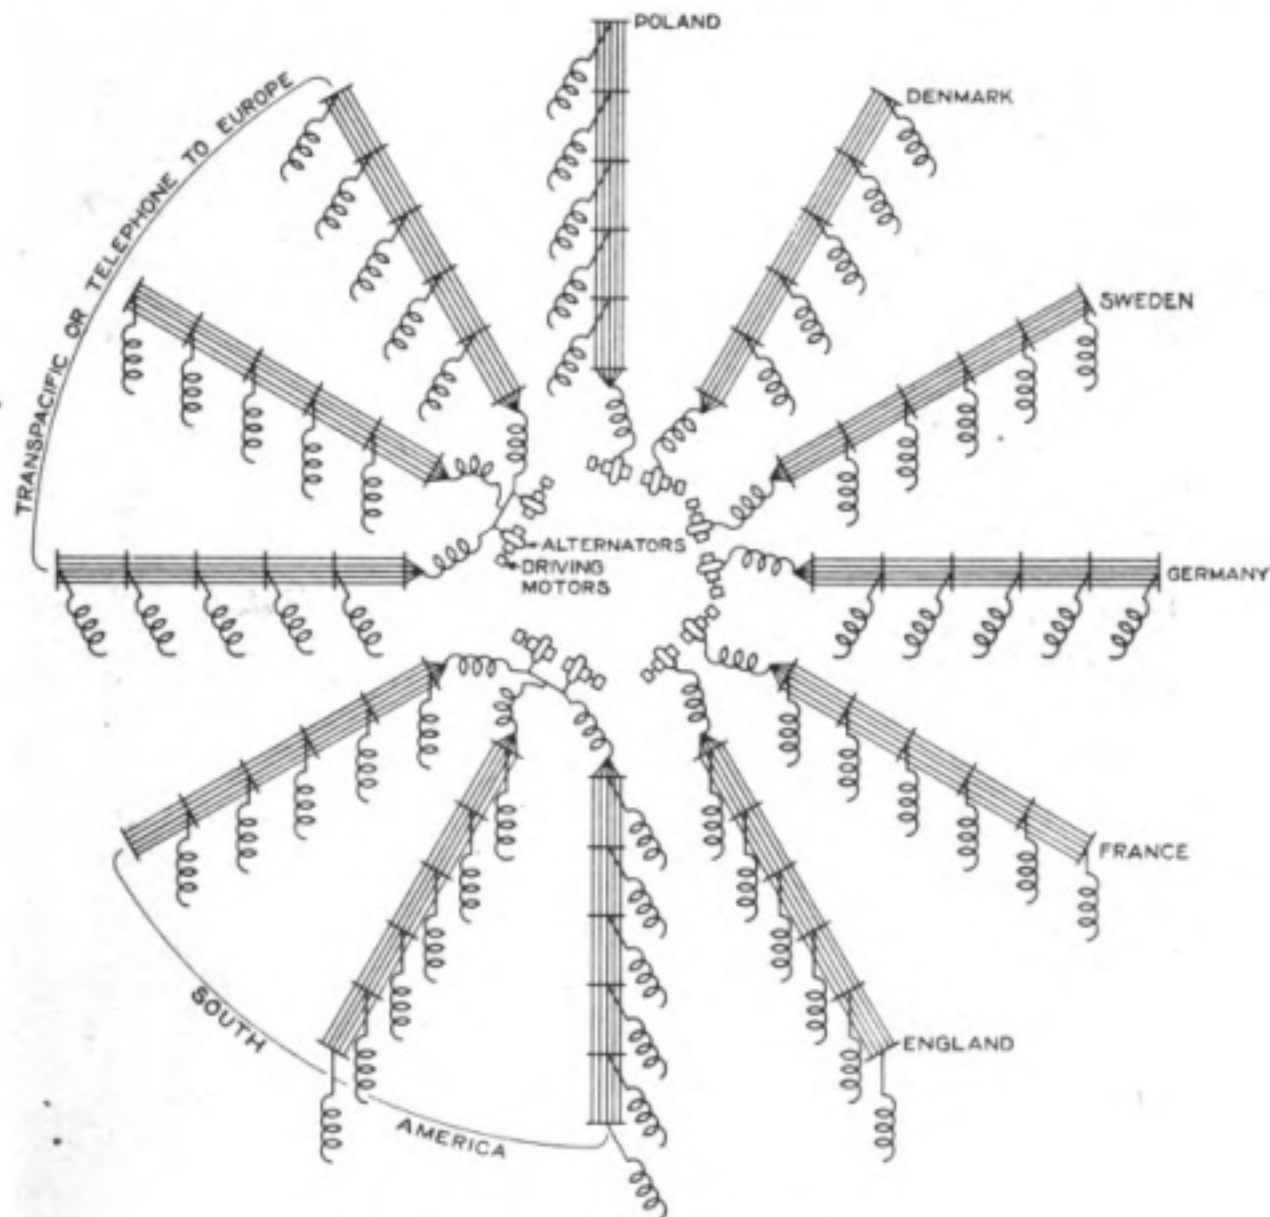 POLAND
DENMARK
TRANSPACIFIC OR TELEPHONE TO EUROPE
SWEDEN
ALTERNATORS
DRIVING
MOTORS
GERMANY
FRANCE
ENGLAND
SOUTH
AMERICA